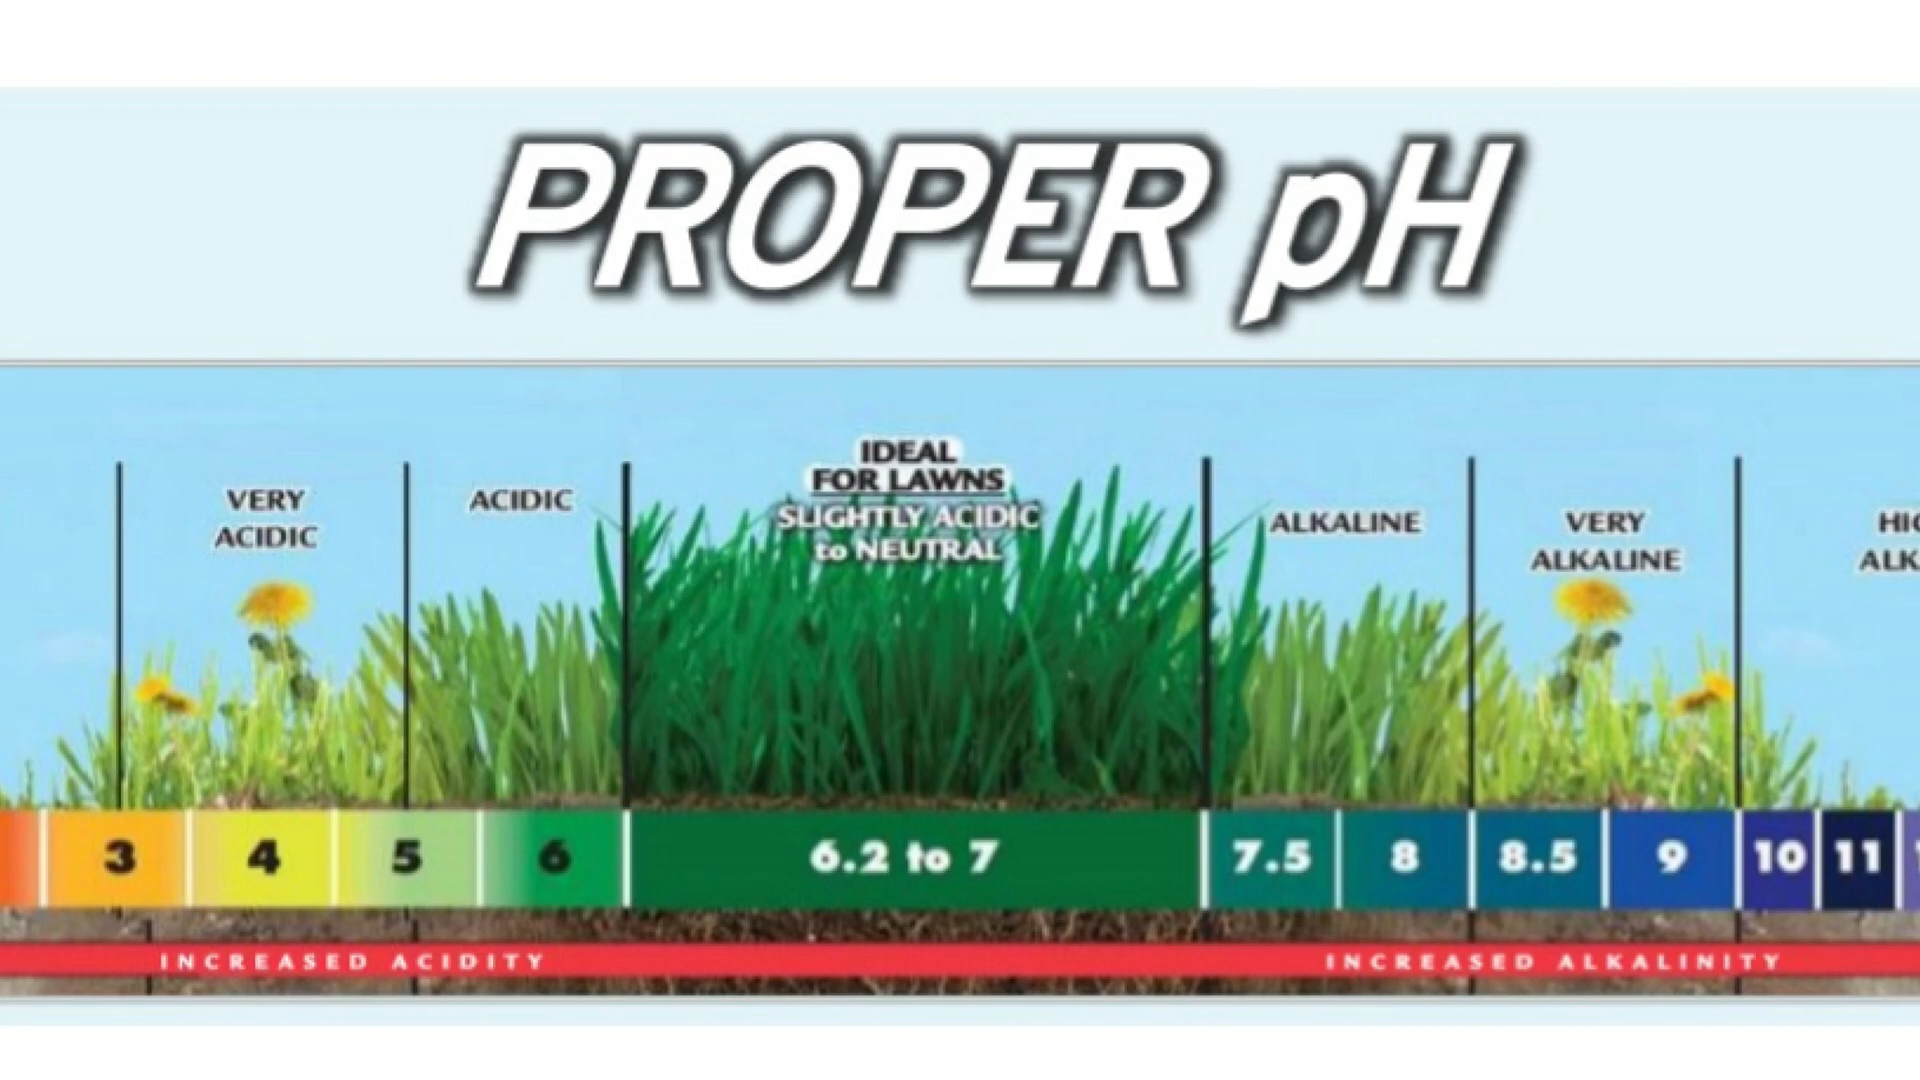 PROPER pH
VERY
ACIDIC
ACIDIC
IDEAL
FOR LAWNS
SLIGHTLY ACIDIC
to NEUTRAL
ALKALINE
VERY
ALKALINE
3 4 5 6 6.2 to 7 7.5 8 8.5 9 10 11
INCREASED ACIDITY INCREASED ALKALINITY